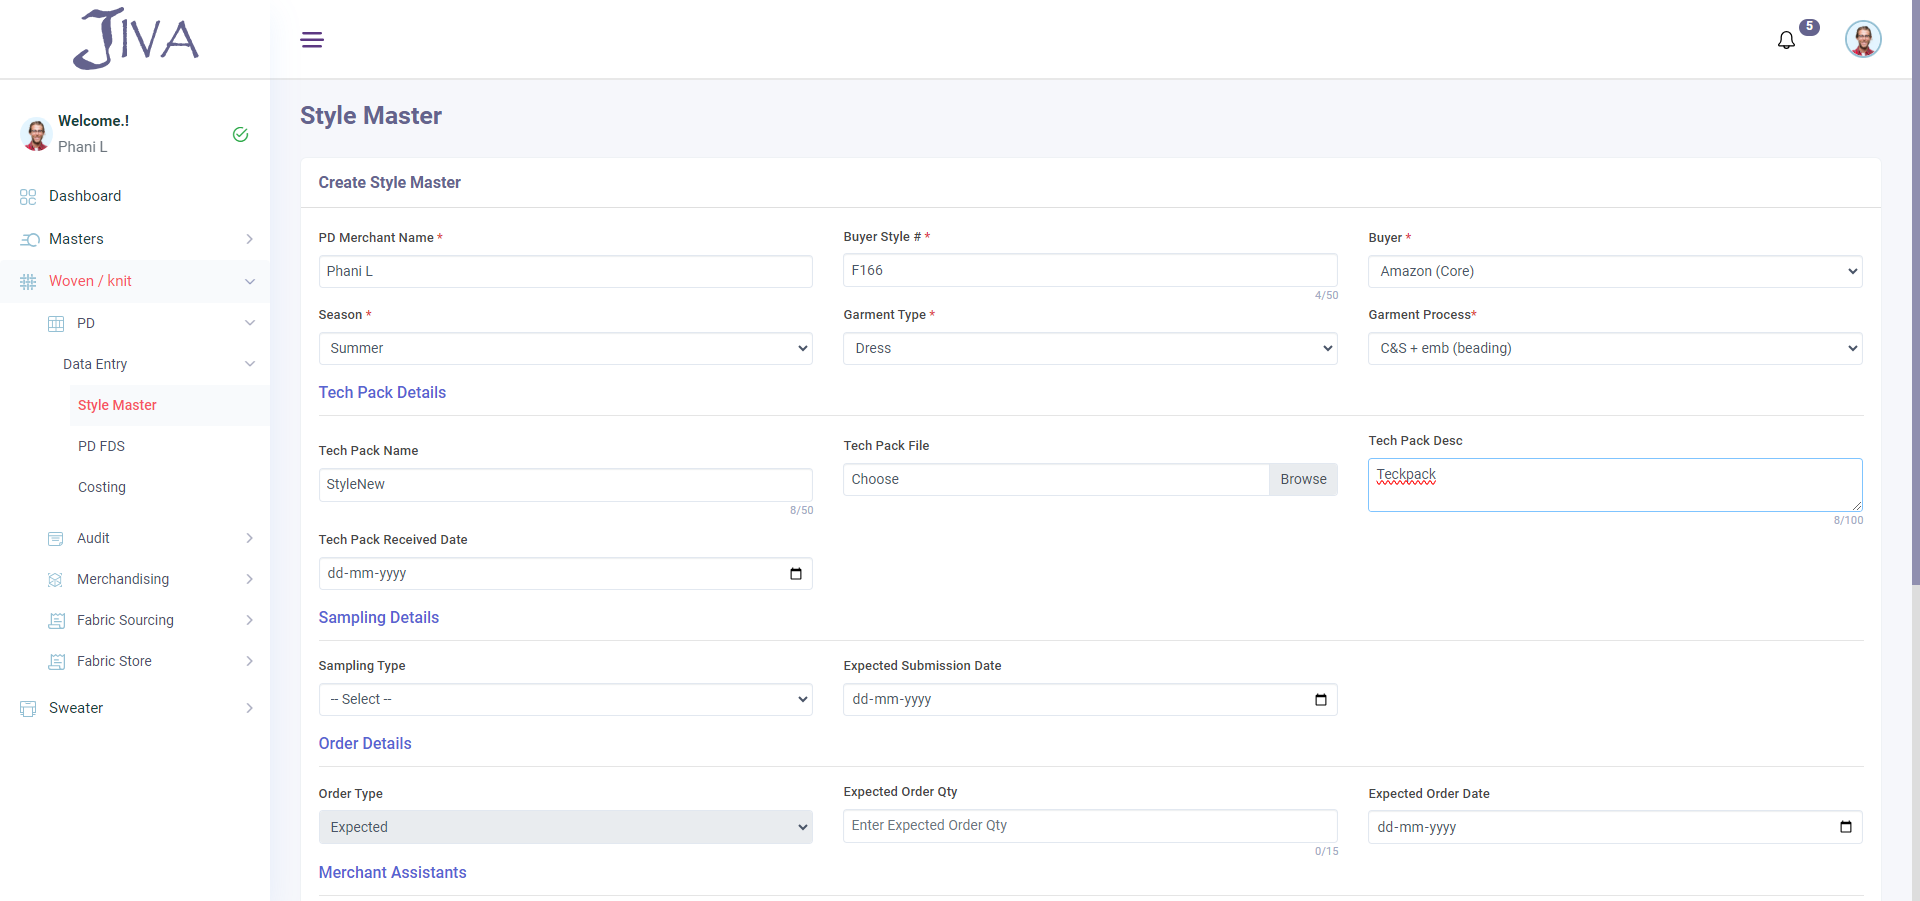 JIVA
5
Welcome.!
Phani L
Dashboard
Masters
Woven / knit
PD
Data Entry
Style Master
PD FDS
Costing
Audit
Merchandising
Fabric Sourcing
Fabric Store
Sweater
Style Master
Create Style Master
PD Merchant Name *
Buyer Style # *
Buyer *
Phani L
F166
Amazon (Core)
4/50
Season *
Garment Type *
Garment Process*
Summer
Dress
C&S + emb (beading)
Tech Pack Details
Tech Pack Name
Tech Pack File
Tech Pack Desc
StyleNew
Choose
Browse
Teckpack
8/50
8/100
Tech Pack Received Date
dd-mm-yyyy
Sampling Details
Sampling Type
Expected Submission Date
-- Select --
dd-mm-yyyy
Order Details
Order Type
Expected Order Qty
Expected Order Date
Expected
Enter Expected Order Qty
dd-mm-yyyy
0/15
Merchant Assistants